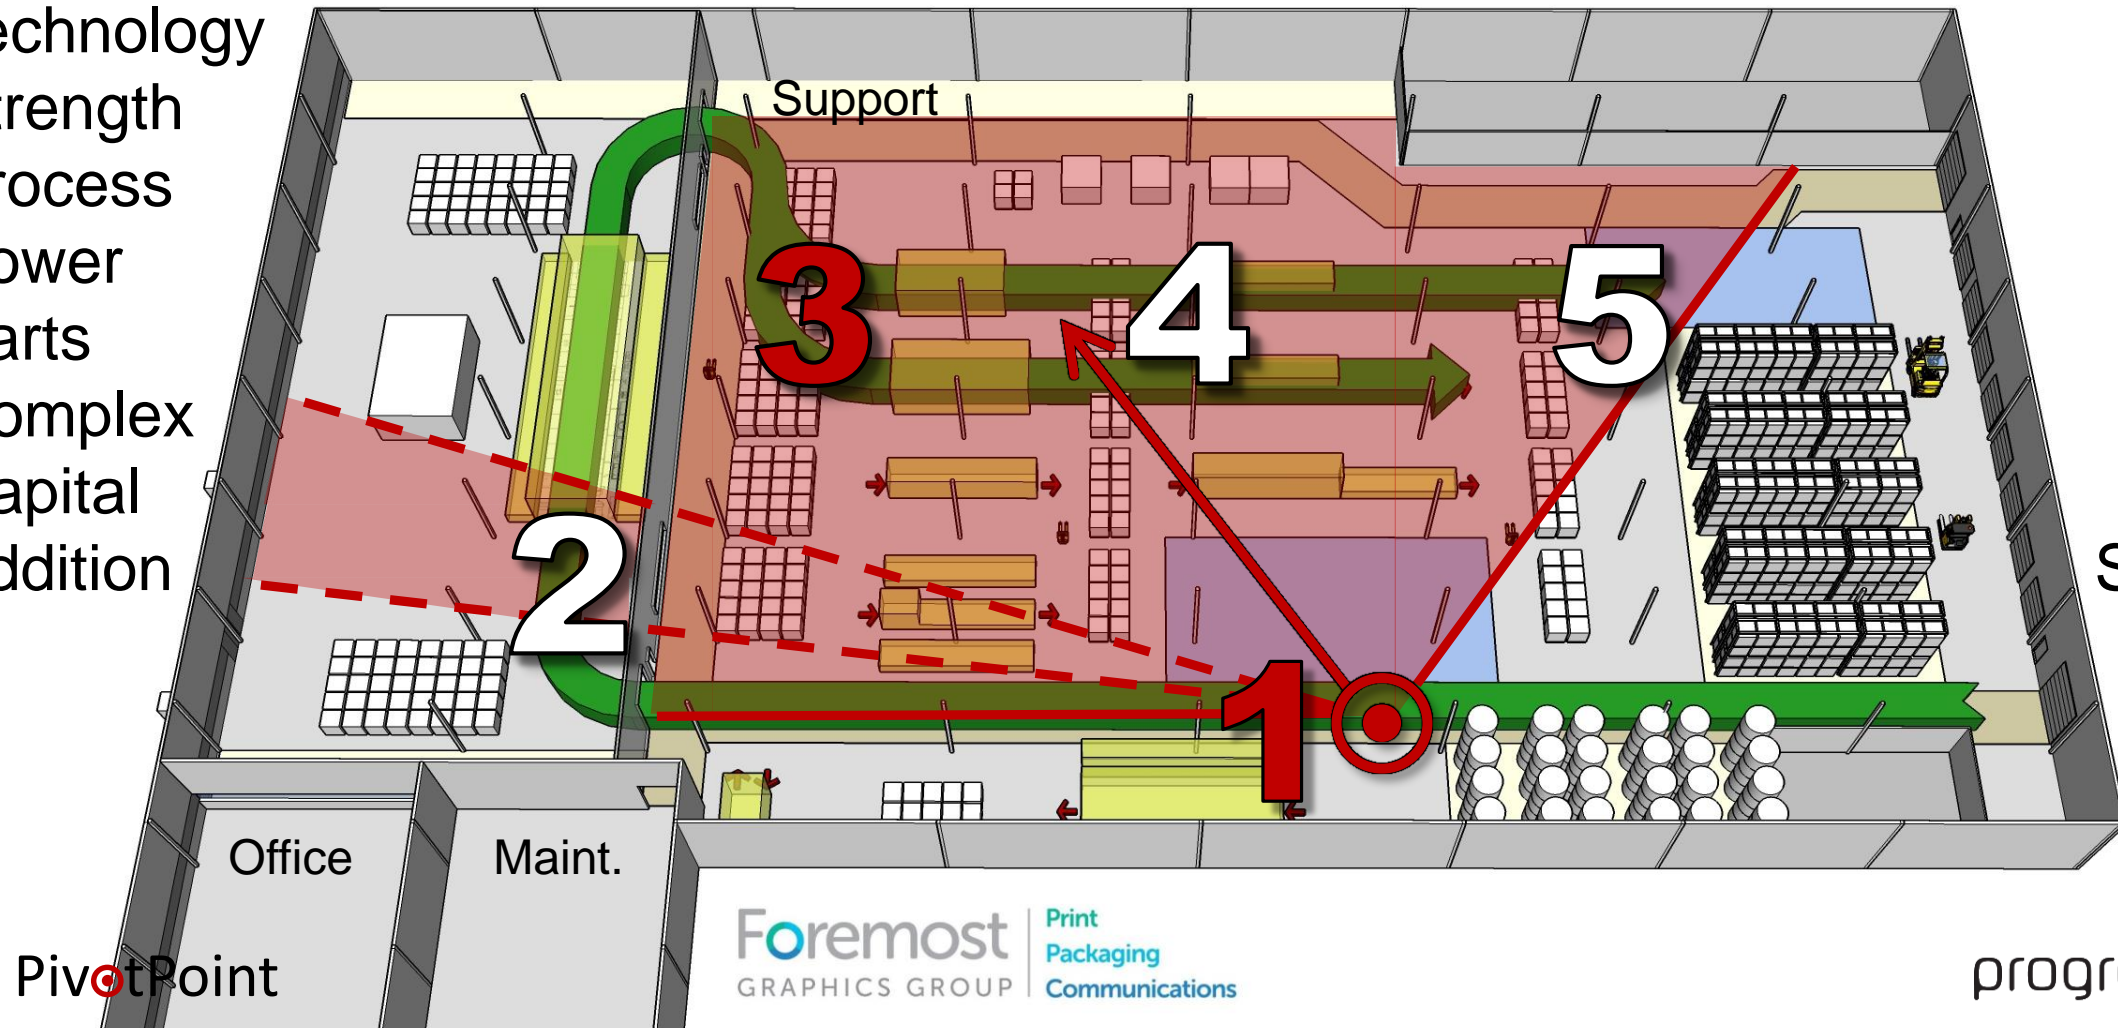 echnology
trength
rocess
ower
arts
omplex
apital
ddition
Support
3
4
5
2
1
S
Office
Maint.
Foremost
GRAPHICS GROUP
Print
Packaging
Communications
PivotPoint
progr